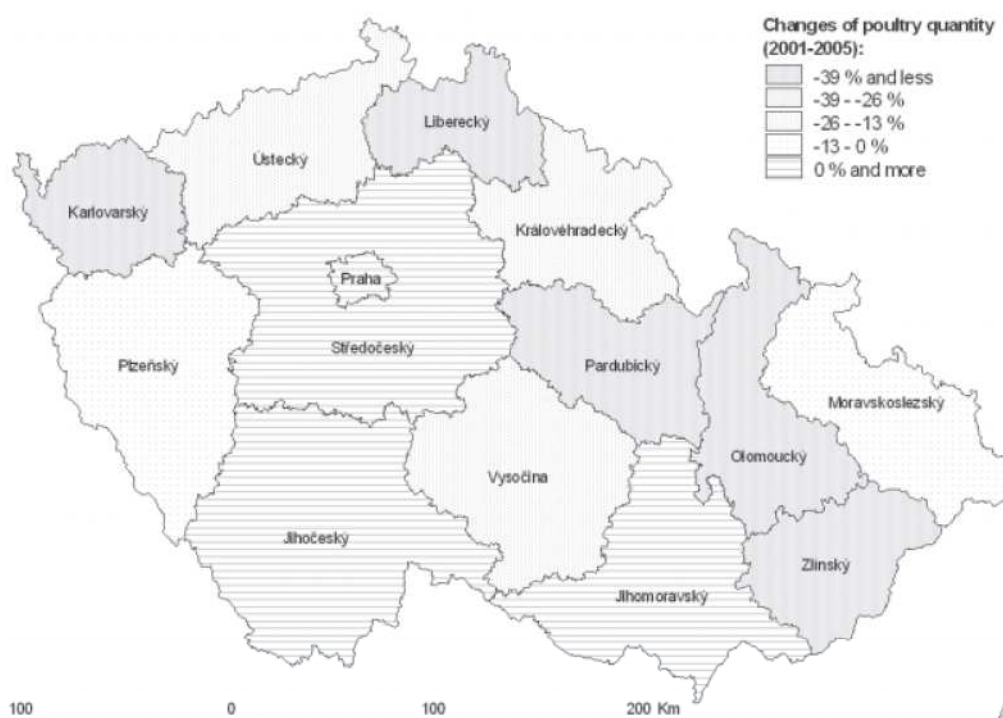 Changes of poultry quantity
(2001-2005):
-39 % and less
-39 - -26 %
-26 - -13 %
-13 - 0 %
0 % and more
Liberecký
Ústecký
Karlovarský
Královéhradecký
Praha
Středočeský
Plzeňský
Pardubický
Moravskoslezský
Olomoucký
Vysočina
Jihočeský
Zlínský
Jihomoravský
100 0 100 200 Km